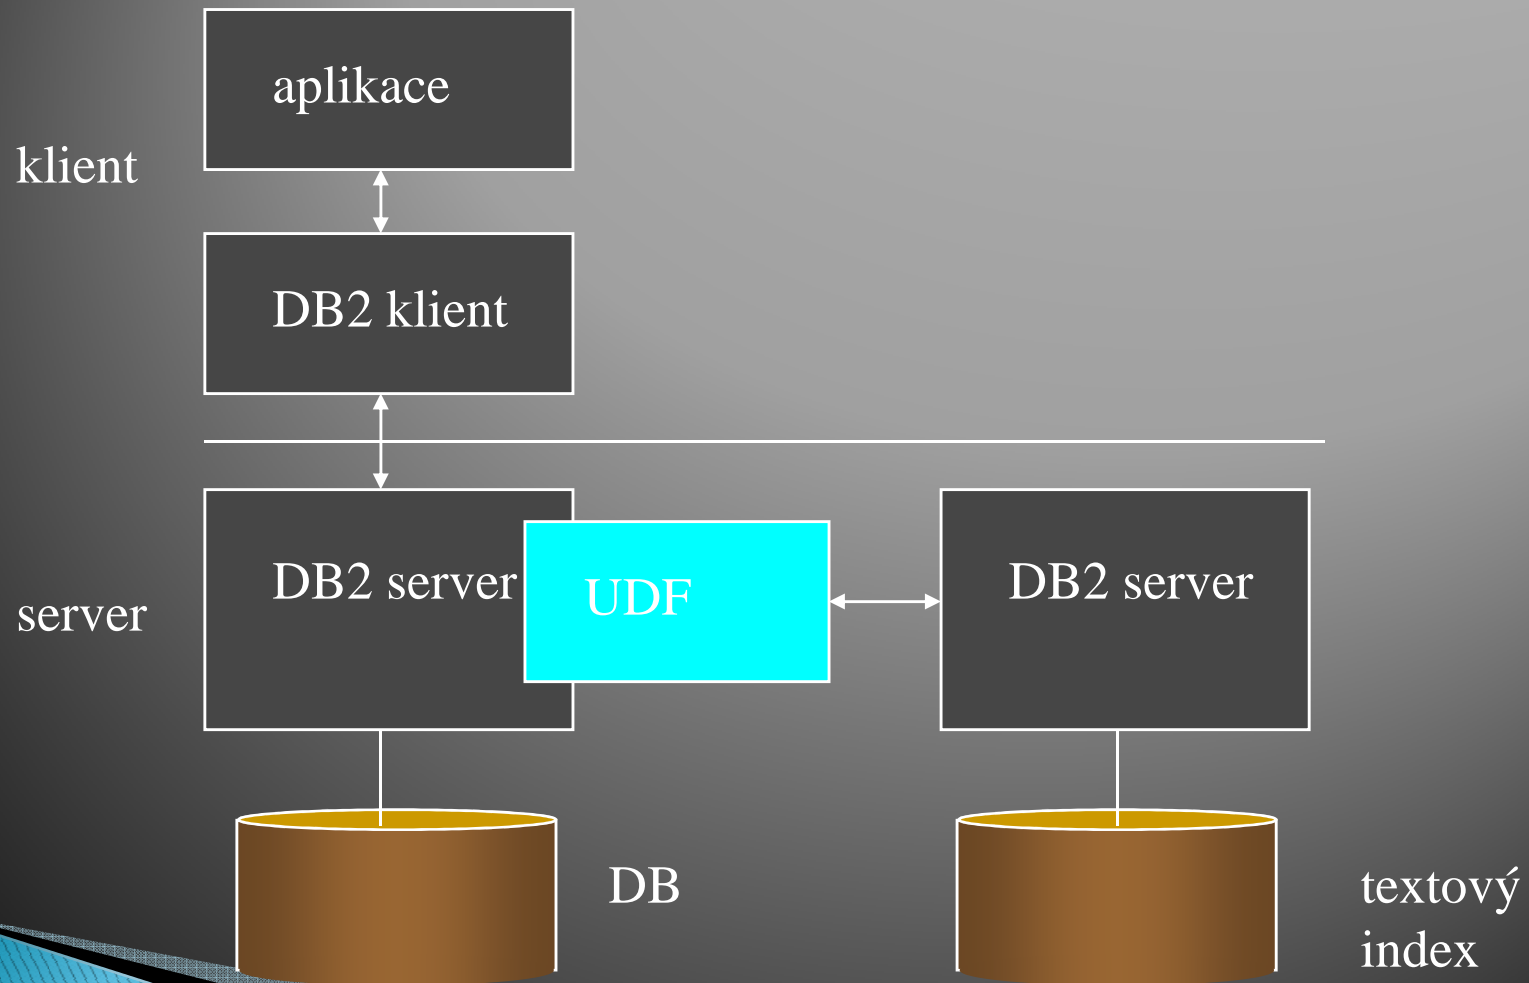 aplikace
klient
DB2 klient
DB2 server
UDF
DB2 server
server
DB
textový
index